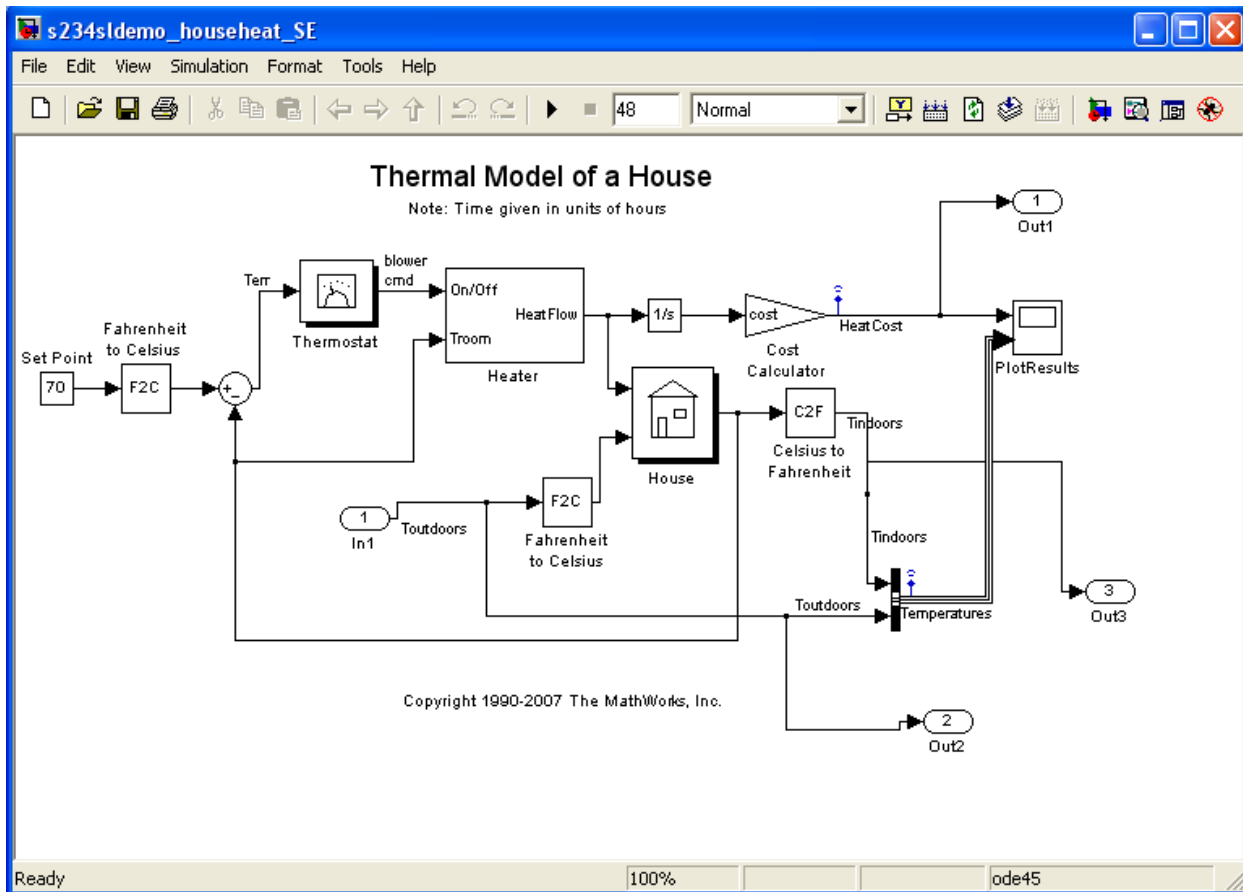 s234sldemo_househeat_SE
File Edit View Simulation Format Tools Help
48 Normal
Thermal Model of a House
Note: Time given in units of hours
1
Out1
blower
cmd
Terr
On/Off
HeatFlow
Troom
Heater
Thermostat
1/s
cost
HeatCost
Cost
Calculator
PlotResults
Fahrenheit
to Celsius
Set Point
70
F2C
+
-
House
C2F
Tindoors
Celsius to
Fahrenheit
1
In1
Toutdoors
F2C
Fahrenheit
to Celsius
Tindoors
Toutdoors
Temperatures
3
Out3
Copyright 1990-2007 The MathWorks, Inc.
2
Out2
Ready 100% ode45